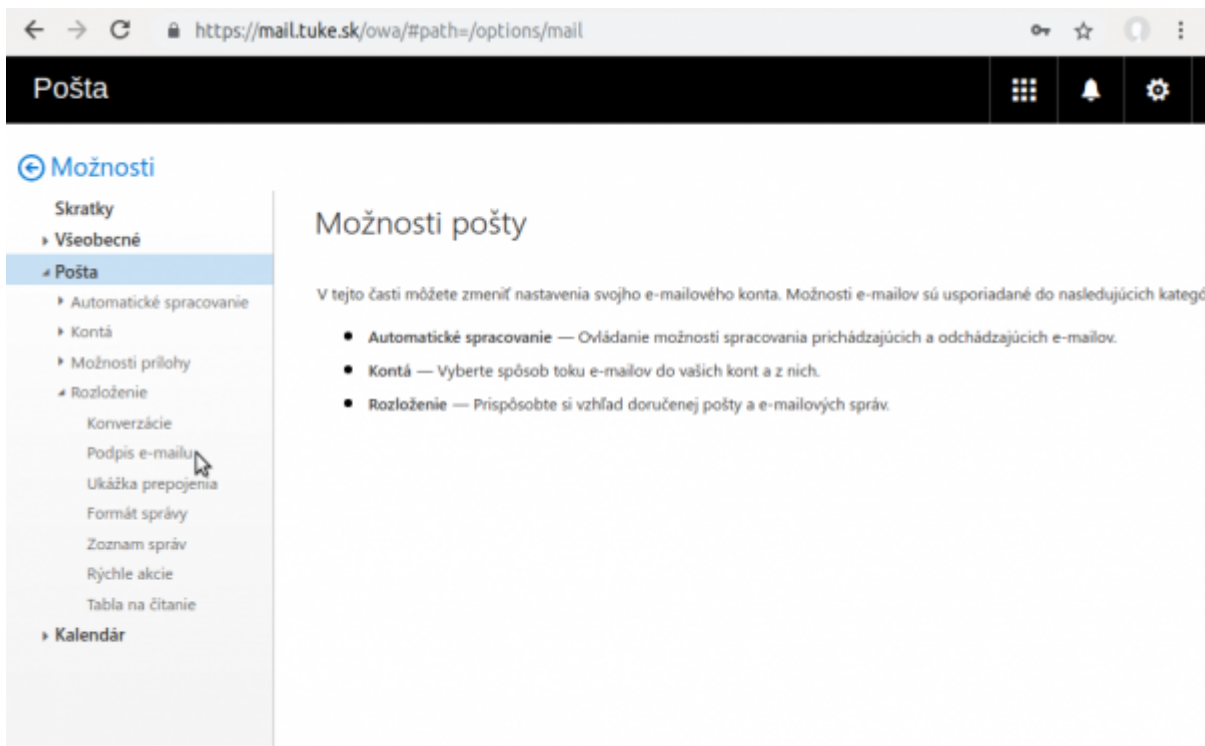 https://mail.tuke.sk/owa/#path=/options/mail
Pošta
Možnosti
Skratky
Všeobecné
Pošta
Automatické spracovanie
Kontá
Možnosti prílohy
Rozloženie
Konverzácie
Podpis e-mailu
Ukážka prepojenia
Formát správy
Zoznam správ
Rýchle akcie
Tabla na čítanie
Kalendár
Možnosti pošty
V tejto časti môžete zmeniť nastavenia svojho e-mailového konta. Možnosti e-mailov sú usporiadané do nasledujúcich kategó
Automatické spracovanie — Ovládanie možností spracovania prichádzajúcich a odchádzajúcich e-mailov.
Kontá — Vyberte spôsob toku e-mailov do vašich kont a z nich.
Rozloženie — Prispôsobte si vzhľad doručenej pošty a e-mailových správ.